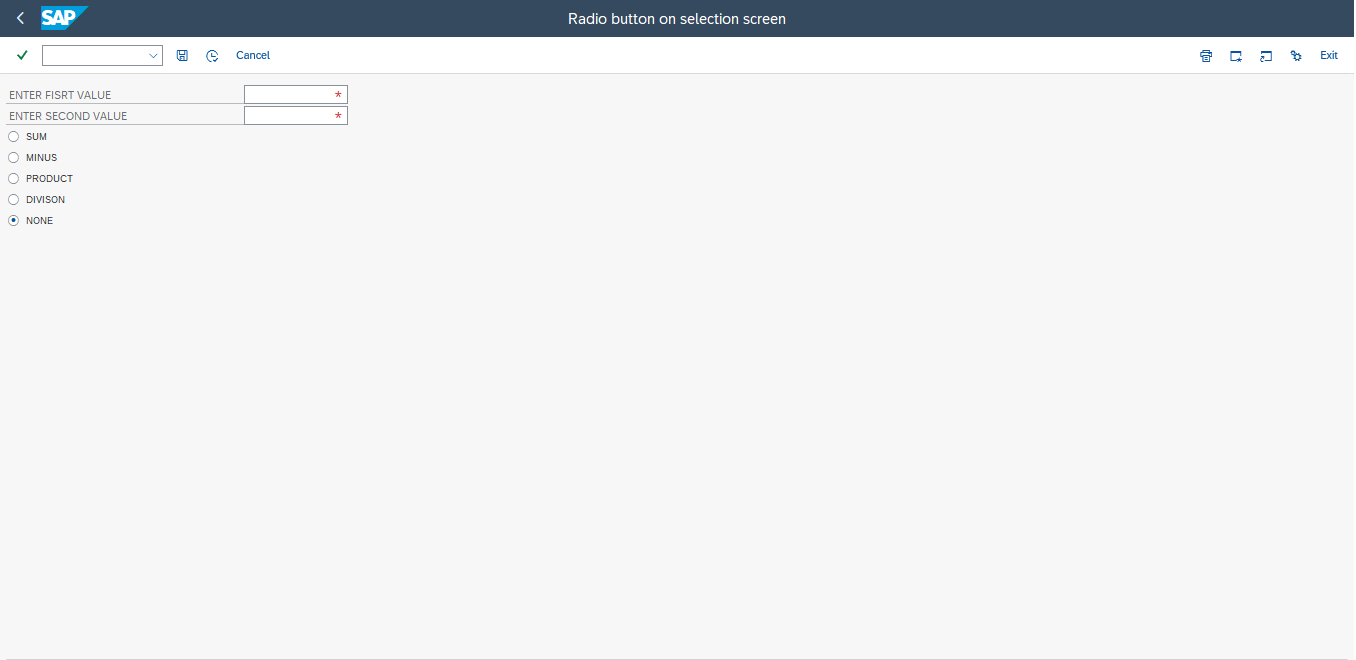 SAP
Radio button on selection screen
Cancel
Exit
ENTER FISRT VALUE
*
ENTER SECOND VALUE
*
SUM
MINUS
PRODUCT
DIVISON
NONE